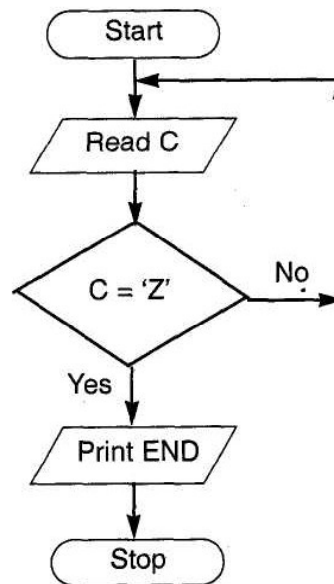 Start
Read C
C = ‘Z’
No
Yes
Print END
Stop